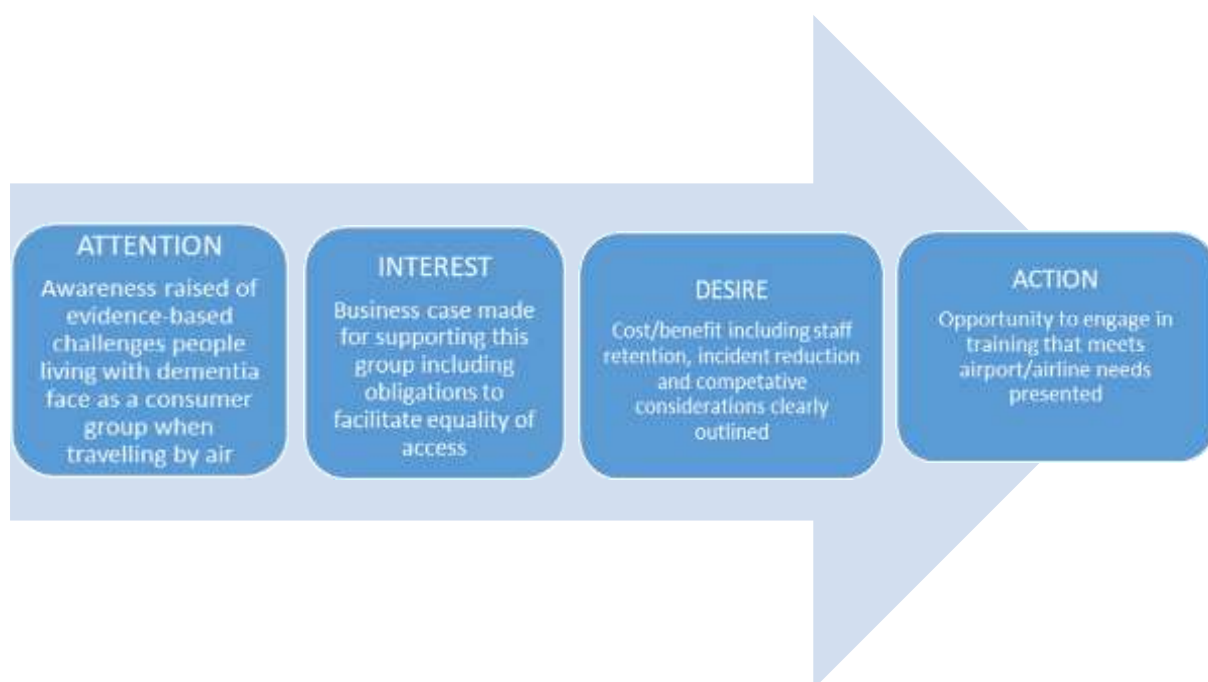 ATTENTION
Awareness raised of
evidence-based
challenges people
living with dementia
face as a consumer
group when
travelling by air
INTEREST
Business case made
for supporting this
group including
obligations to
facilitate equality of
access
DESIRE
Cost/benefit including staff
retention, incident reduction
and competative
considerations clearly
outlined
ACTION
Opportunity to engage in
training that meets
airport/airline needs
presented